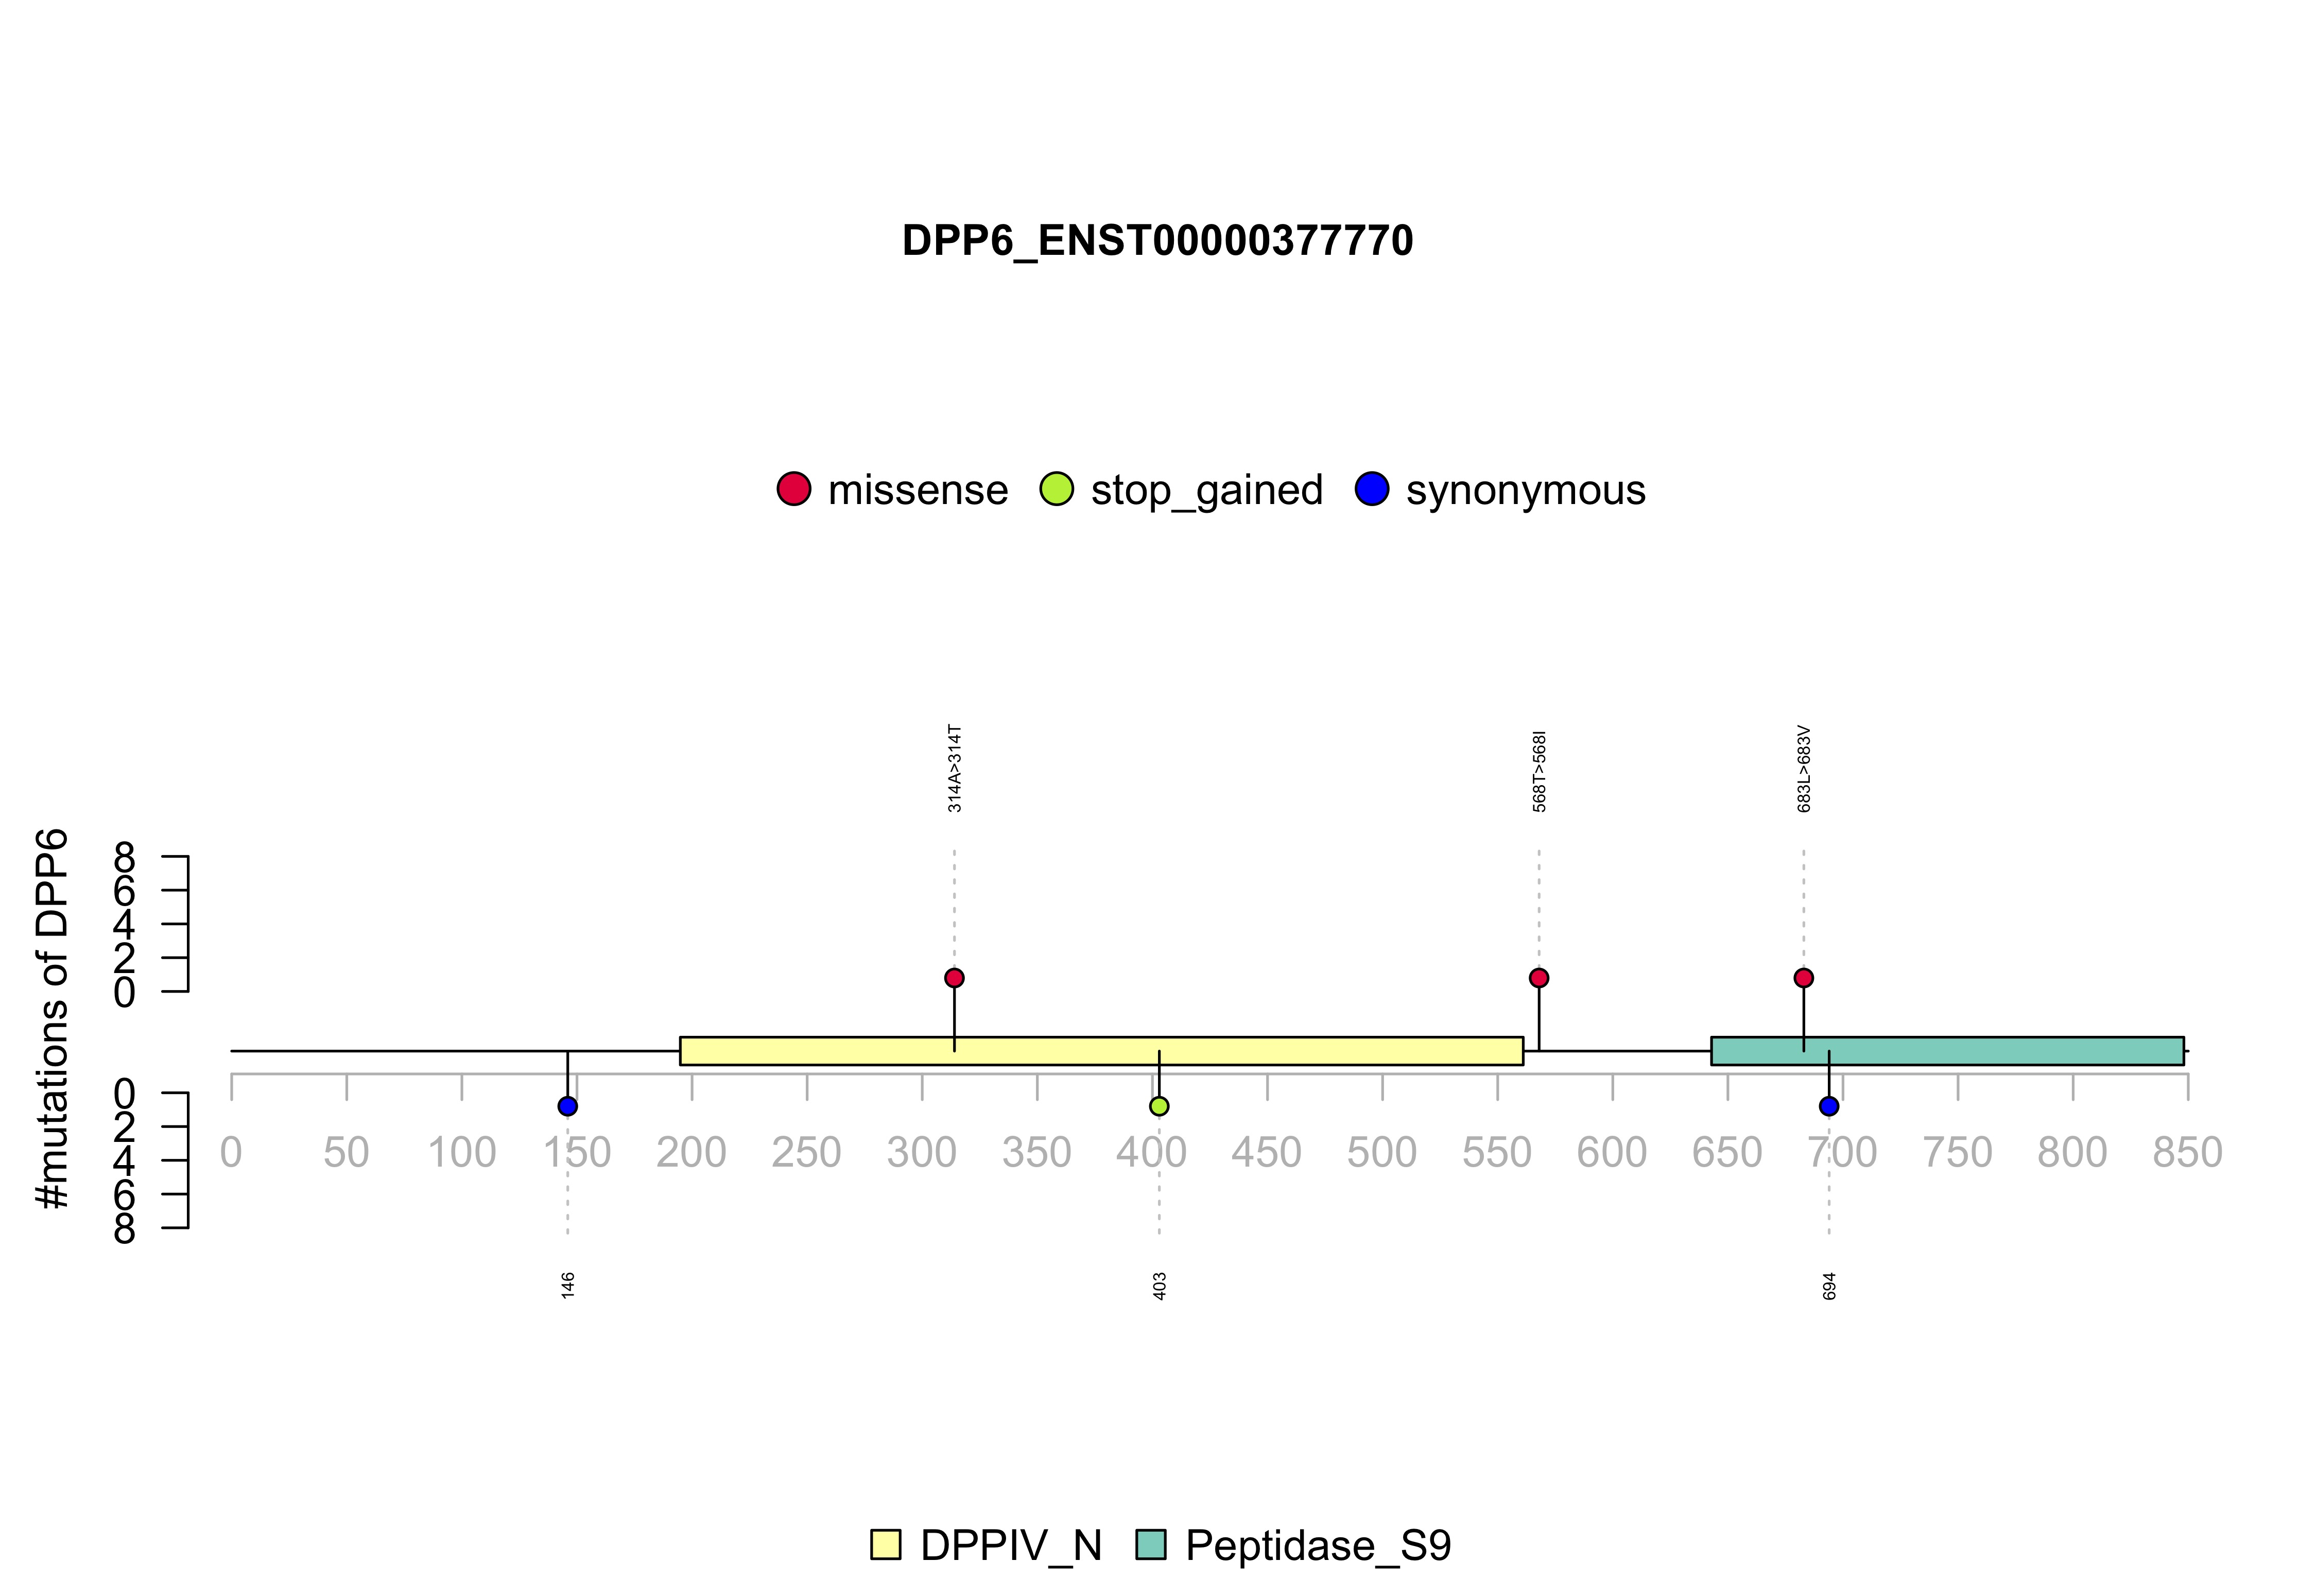 DPP6_ENST00000377770
missense stop_gained synonymous
314A>314T
568T>568I
683L>683V
#mutations of DPP6
8
6
4
2
0
0
2
4
6
8
0 50 100 150 200 250 300 350 400 450 500 550 600 650 700 750 800 850
146
403
694
DPPIV_N Peptidase_S9